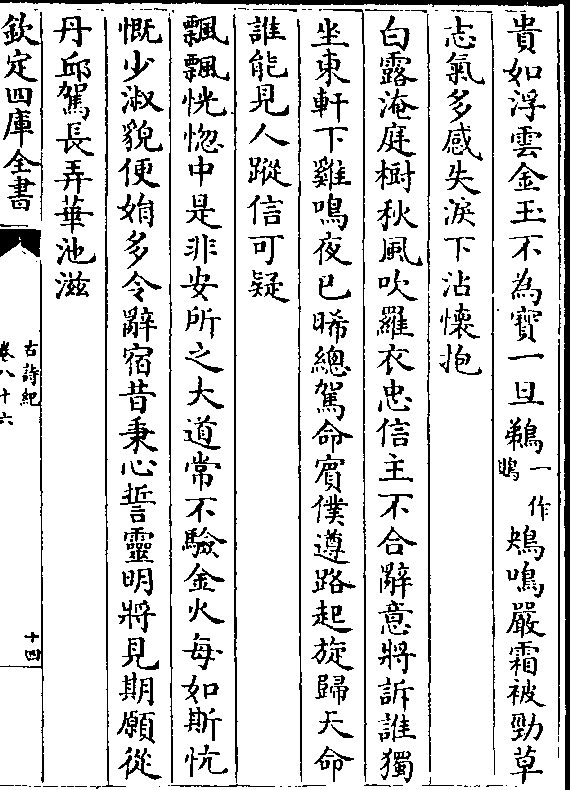 貴如浮雲金玉不為寳一旦鵜一作鵙鴂鳴嚴霜被勁草
志氣多感失淚下沾懷抱
白露淹庭樹秋風吹羅衣忠信主不合辭意將訴誰獨
坐東軒下雞鳴夜已晞總駕命賓僕遵路起旋歸天命
誰能見人蹤信可疑
飄飄恍惚中是非安所之大道常不驗金火每如斯忼
慨少淑貌便娟多令辭宿昔秉心誓靈明將見期願從
丹邱駕長弄華池滋
欽定四庫全書
古詩紀
卷八十六
十四